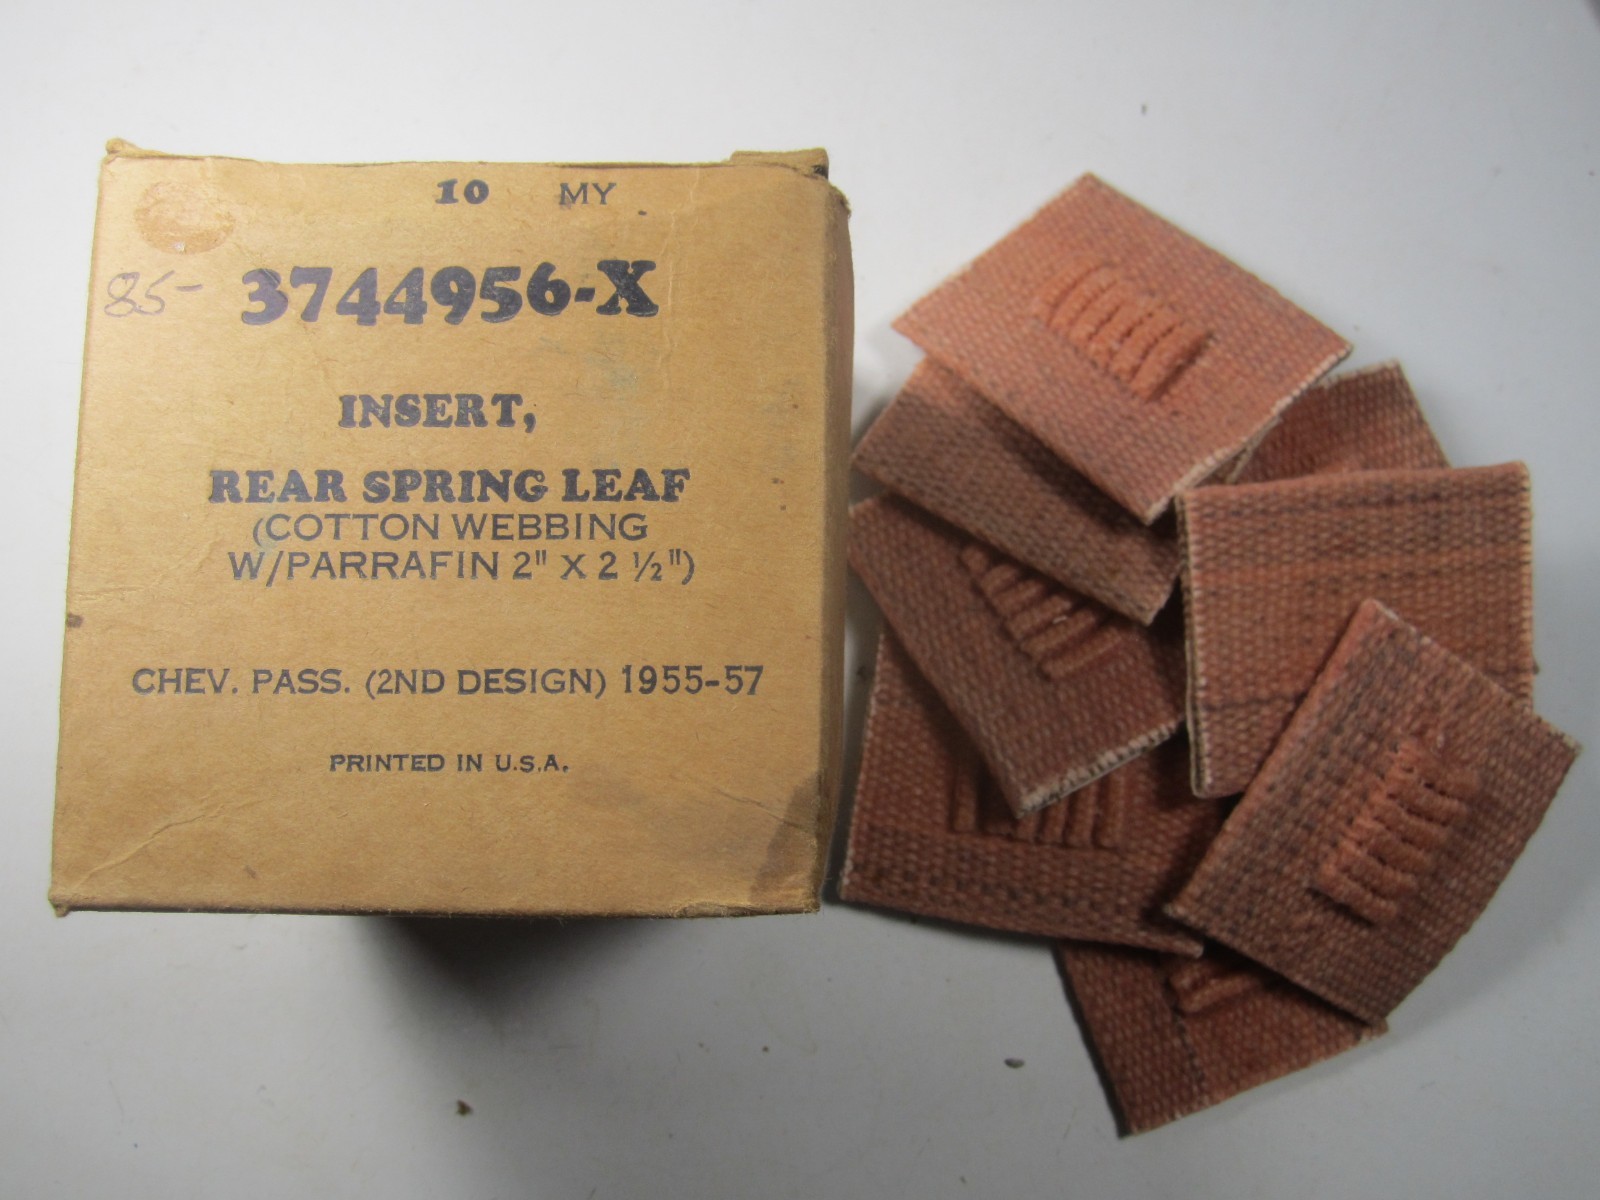 10 MY
85- 3744956-X
INSERT,
REAR SPRING LEAF
(COTTON WEBBING
W/PARRAFIN 2" X 2 ½")
CHEV. PASS. (2ND DESIGN) 1955-57
PRINTED IN U.S.A.